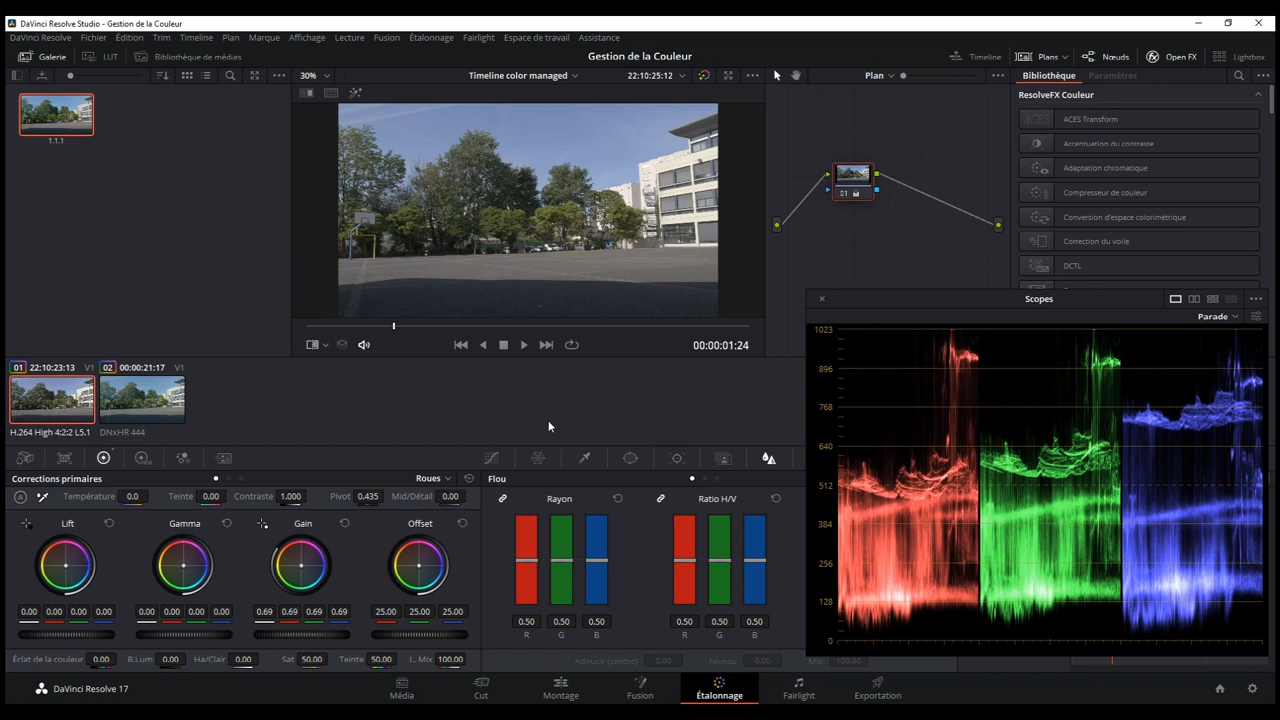 DaVinci Resolve Studio - Gestion de la Couleur
DaVinci Resolve Fichier Édition Trim Timeline Plan Marque Affichage Lecture Fusion Étalonnage Fairlight Espace de travail Assistance
Galerie LUT Bibliothèque de médias Gestion de la Couleur Timeline Plans Nœuds Open FX Lightbox
30% Timeline color managed 22:10:25:12 Plan Bibliothèque Paramètres
ResolveFX Couleur
ACES Transform
Accentuation du contraste
Adaptation chromatique
Compresseur de couleur
Conversion d'espace colorimétrique
Correction du voile
DCTL
1.1.1
01
00:00:01:24
Scopes
Parade
1023
896
768
640
512
384
256
128
0
01 22:10:23:13 V1 02 00:00:21:17 V1
H.264 High 4:2:2 L5.1 DNxHR 444
Corrections primaires Roues Flou
Température 0.0 Teinte 0.00 Contraste 1.000 Pivot 0.435 Mid/Détail 0.00
Rayon Ratio H/V
Lift Gamma Gain Offset
0.00 0.00 0.00 0.00 0.00 0.00 0.00 0.00 0.69 0.69 0.69 0.69 25.00 25.00 25.00
0.50 0.50 0.50 0.50 0.50 0.50
R G B R G B
Éclat de la couleur 0.00 B.Lum 0.00 Ha/Clair 0.00 Sat 50.00 Teinte 50.00 L. Mix 100.00
Adoucir (centre) 0.00 Niveau 0.00 Mix 100.00
DaVinci Resolve 17 Média Cut Montage Fusion Étalonnage Fairlight Exportation